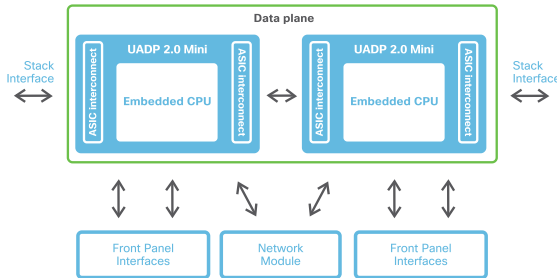 Data plane
UADP 2.0 Mini
UADP 2.0 Mini
Stack
Interface
ASIC interconnect
Embedded CPU
ASIC interconnect
ASIC interconnect
Embedded CPU
ASIC interconnect
Stack
Interface
Front Panel
Interfaces
Network
Module
Front Panel
Interfaces